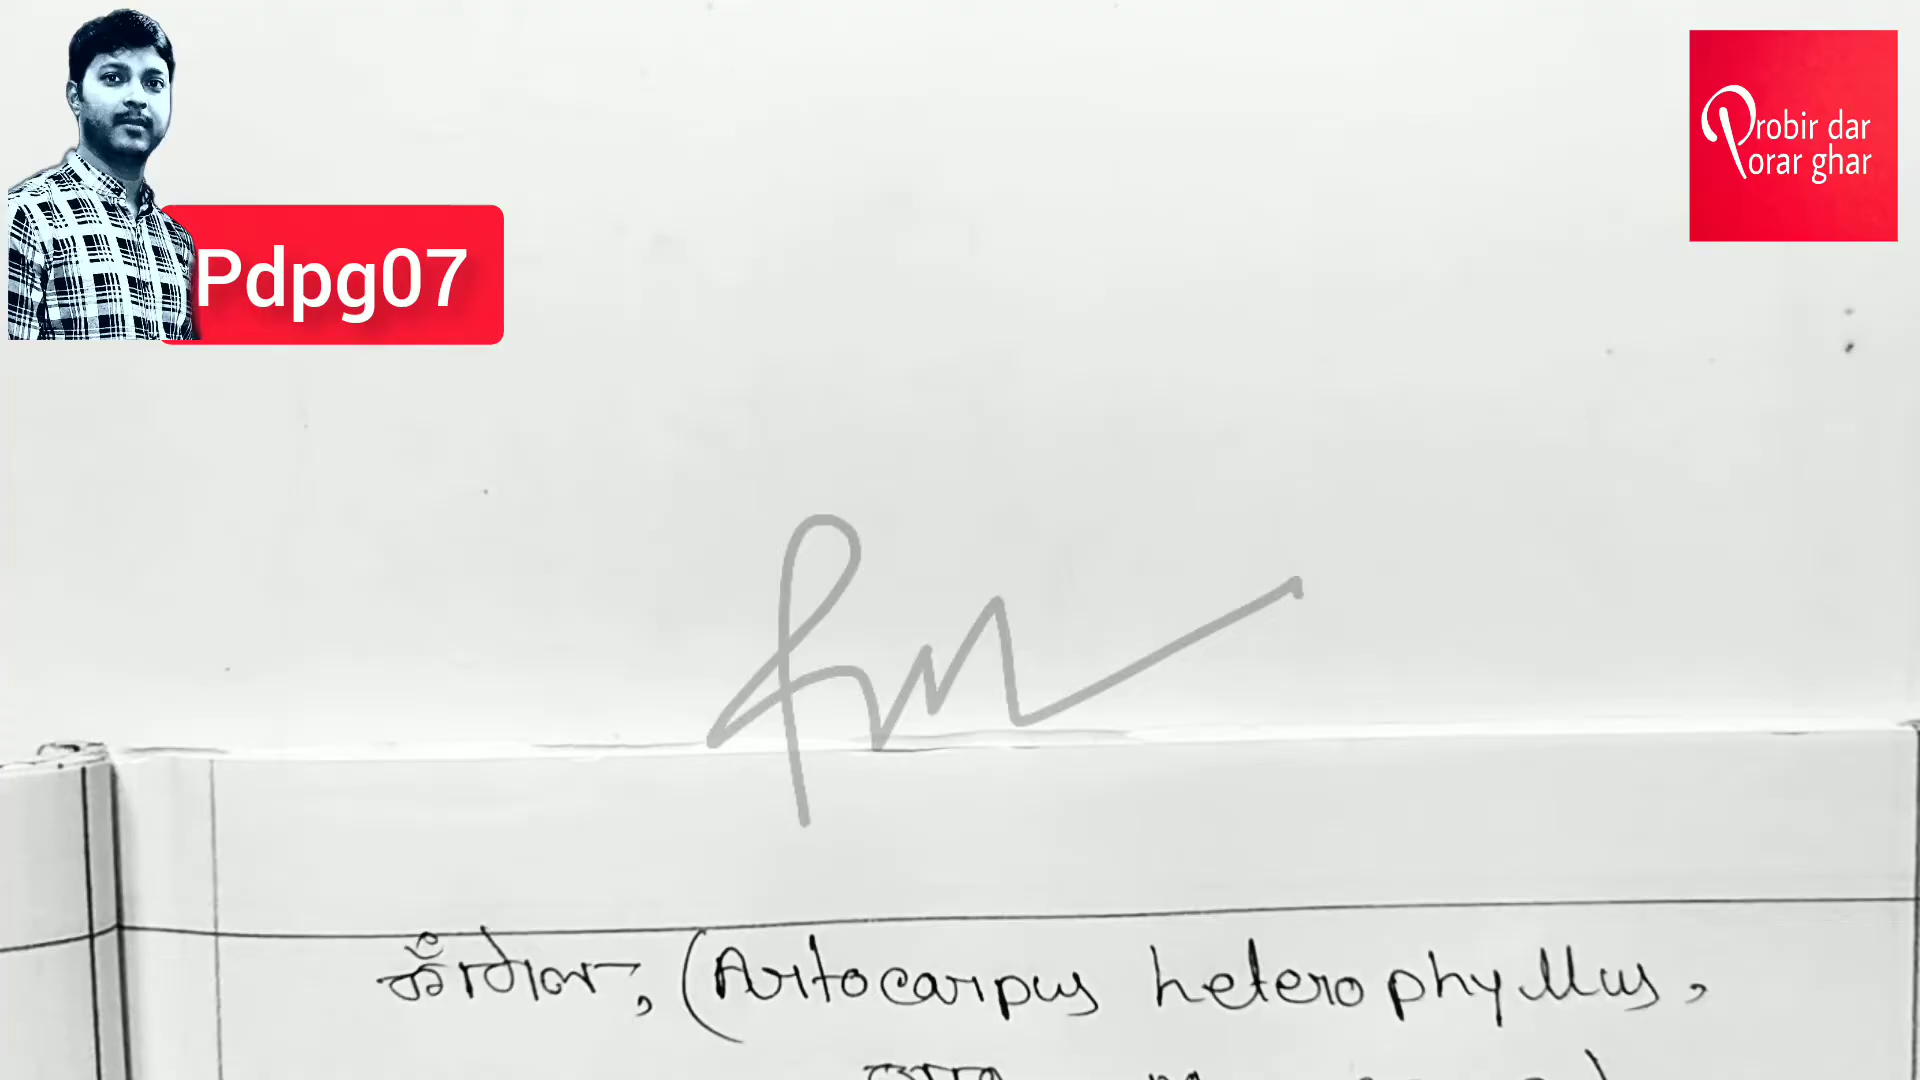 Probir dar
Porar ghar
Pdpg07
কাঁঠাল, (Artocarpus heterophyllus,